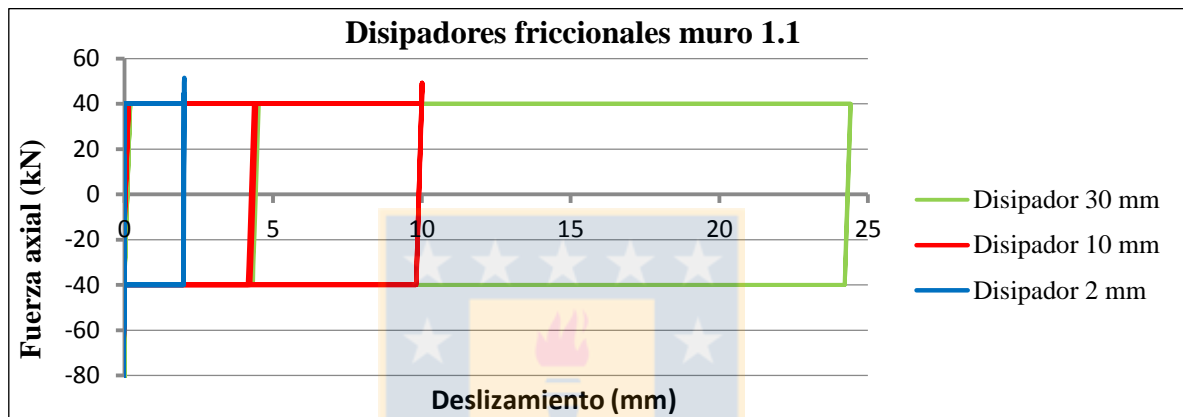 Disipadores friccionales muro 1.1
Fuerza axial (kN)
60
40
20
0
-20
-40
-60
-80
0
5
10
15
20
25
Deslizamiento (mm)
Disipador 30 mm
Disipador 10 mm
Disipador 2 mm